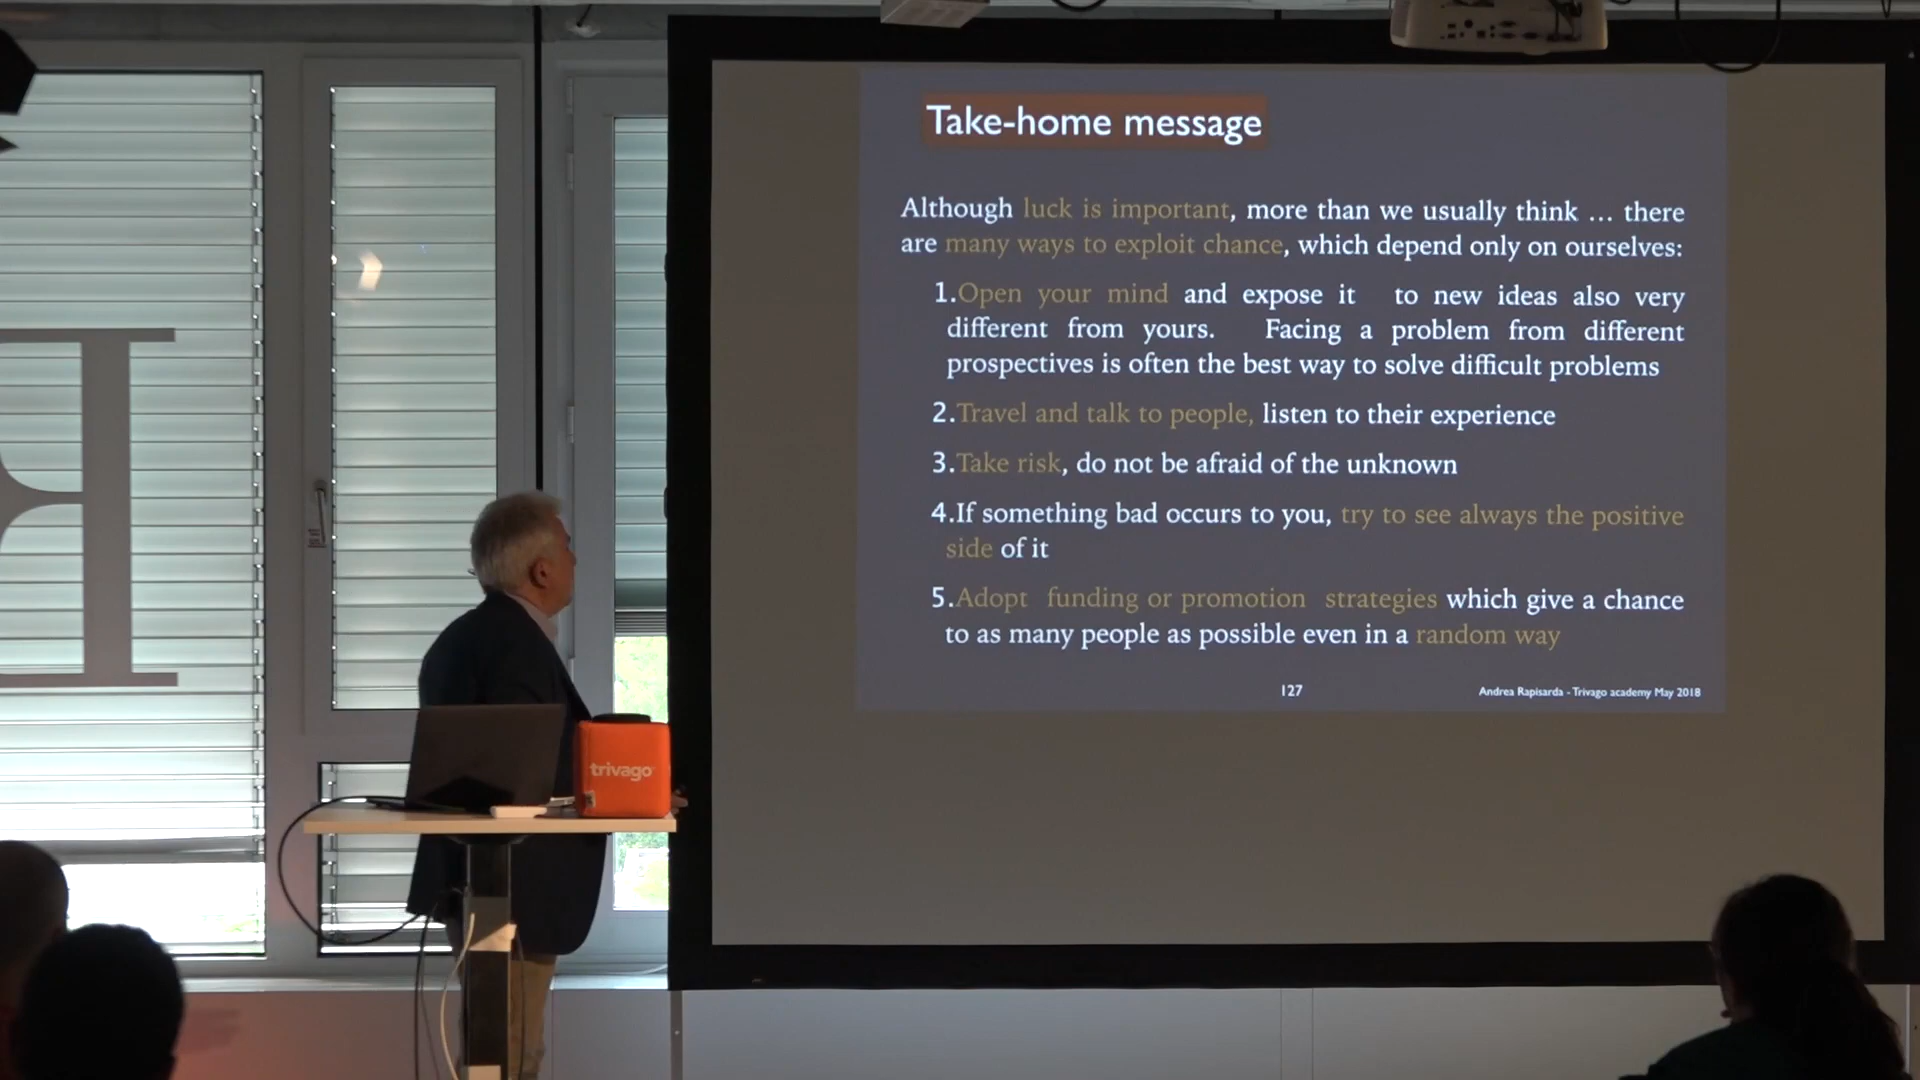 Take-home message
Although luck is important, more than we usually think ... there
are many ways to exploit chance, which depend only on ourselves:
1.Open your mind and expose it to new ideas also very
different from yours. Facing a problem from different
prospectives is often the best way to solve difficult problems
2.Travel and talk to people, listen to their experience
3.Take risk, do not be afraid of the unknown
4.If something bad occurs to you, try to see always the positive
side of it
5.Adopt funding or promotion strategies which give a chance
to as many people as possible even in a random way
127
Andrea Rapisarda - Trivago academy May 2018
trivago